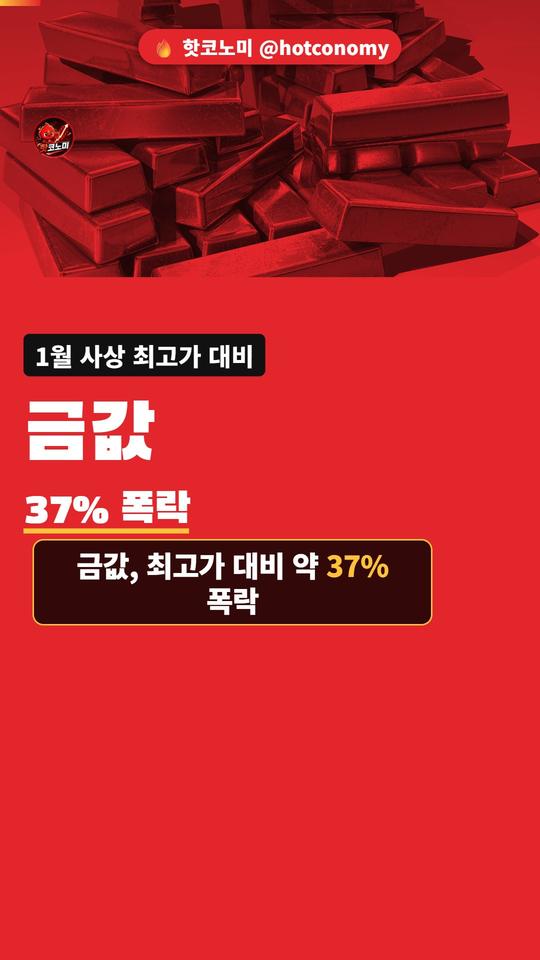 🔥 핫코노미 @hotconomy
핫코노미
1월 사상 최고가 대비
금값
37% 폭락
금값, 최고가 대비 약 37%
폭락